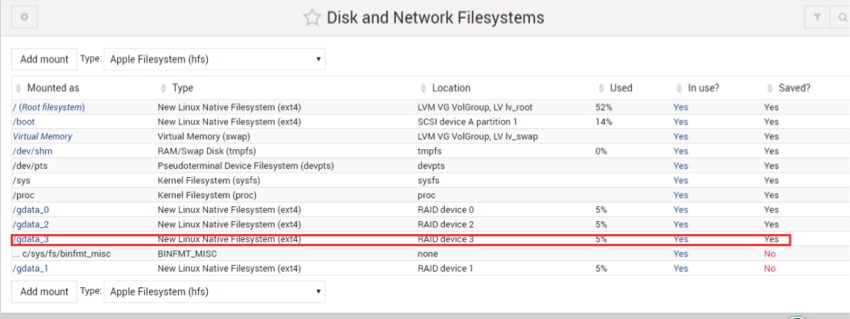 Disk and Network Filesystems
Add mount Type: Apple Filesystem (hfs)
Mounted as Type Location Used In use? Saved?
/ (Root filesystem) New Linux Native Filesystem (ext4) LVM VG VolGroup, LV lv_root 52% Yes Yes
/boot New Linux Native Filesystem (ext4) SCSI device A partition 1 14% Yes Yes
Virtual Memory Virtual Memory (swap) LVM VG VolGroup, LV lv_swap Yes Yes
/dev/shm RAM/Swap Disk (tmpfs) tmpfs 0% Yes Yes
/dev/pts Pseudoterminal Device Filesystem (devpts) devpts Yes Yes
/sys Kernel Filesystem (sysfs) sysfs Yes Yes
/proc Kernel Filesystem (proc) proc Yes Yes
/gdata_0 New Linux Native Filesystem (ext4) RAID device 0 5% Yes Yes
/gdata_2 New Linux Native Filesystem (ext4) RAID device 2 5% Yes Yes
/gdata_3 New Linux Native Filesystem (ext4) RAID device 3 5% Yes Yes
... c/sys/fs/binfmt_misc BINFMT_MISC none Yes No
/gdata_1 New Linux Native Filesystem (ext4) RAID device 1 5% Yes No
Add mount Type: Apple Filesystem (hfs)